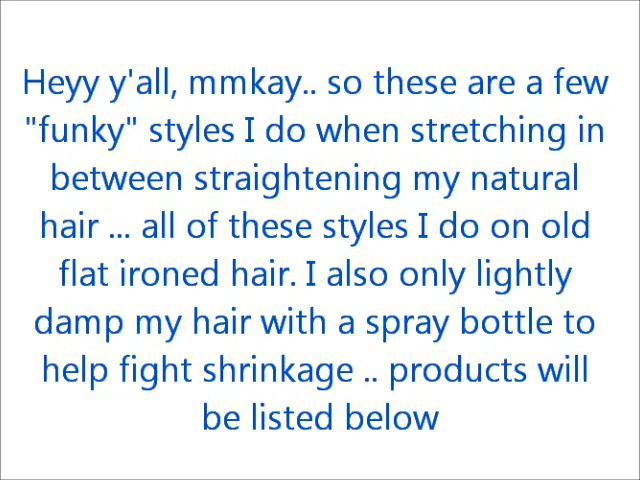 Heyy y'all, mmkay.. so these are a few
"funky" styles I do when stretching in
between straightening my natural
hair ... all of these styles I do on old
flat ironed hair. I also only lightly
damp my hair with a spray bottle to
help fight shrinkage .. products will
be listed below